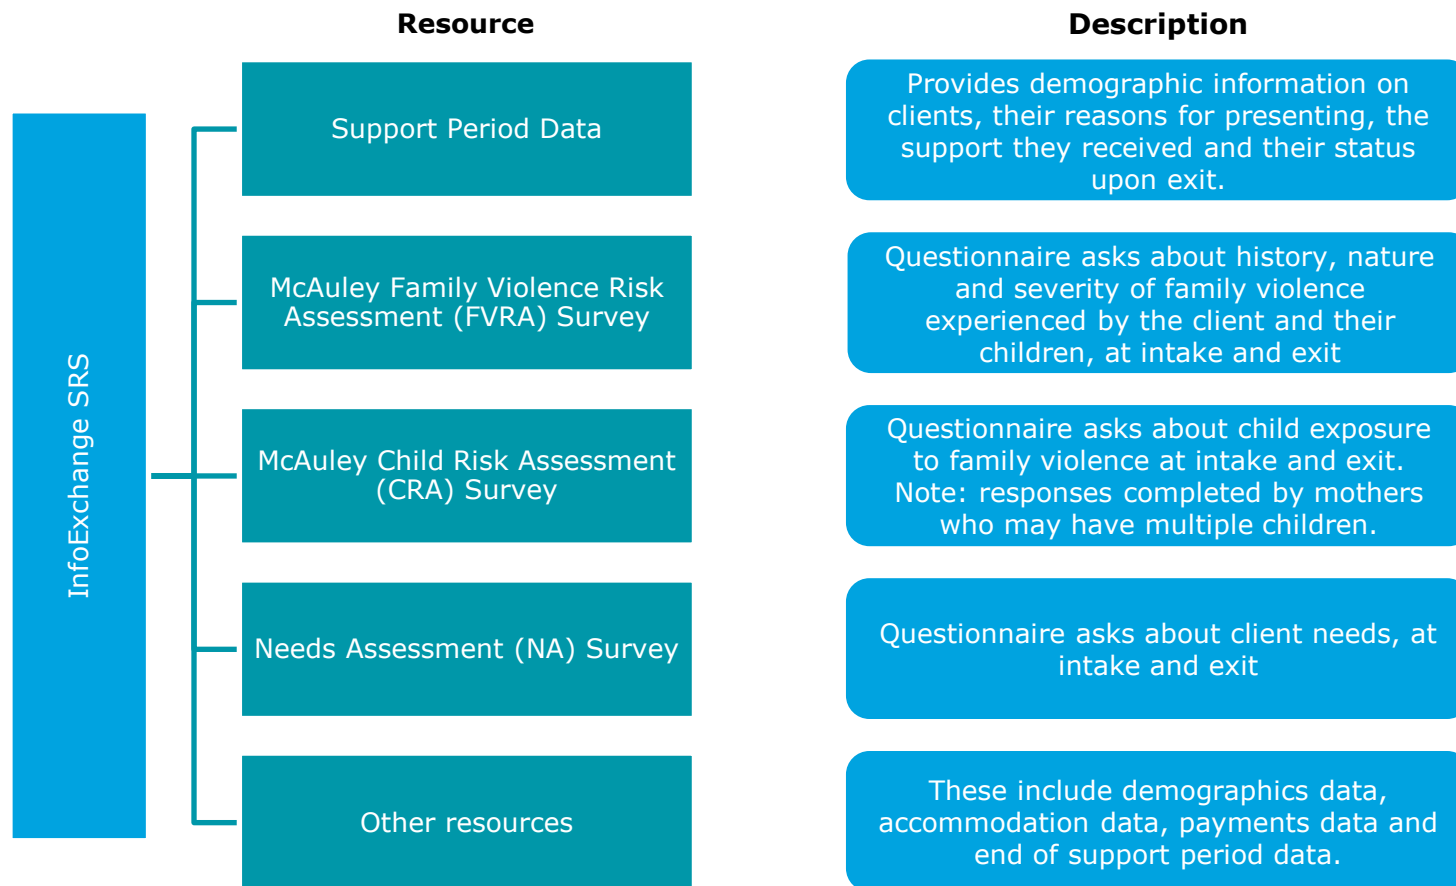 Resource
Description
InfoExchange SRS
Support Period Data
Provides demographic information on
clients, their reasons for presenting, the
support they received and their status
upon exit.
McAuley Family Violence Risk
Assessment (FVRA) Survey
Questionnaire asks about history, nature
and severity of family violence
experienced by the client and their
children, at intake and exit
McAuley Child Risk Assessment
(CRA) Survey
Questionnaire asks about child exposure
to family violence at intake and exit.
Note: responses completed by mothers
who may have multiple children.
Needs Assessment (NA) Survey
Questionnaire asks about client needs, at
intake and exit
Other resources
These include demographics data,
accommodation data, payments data and
end of support period data.